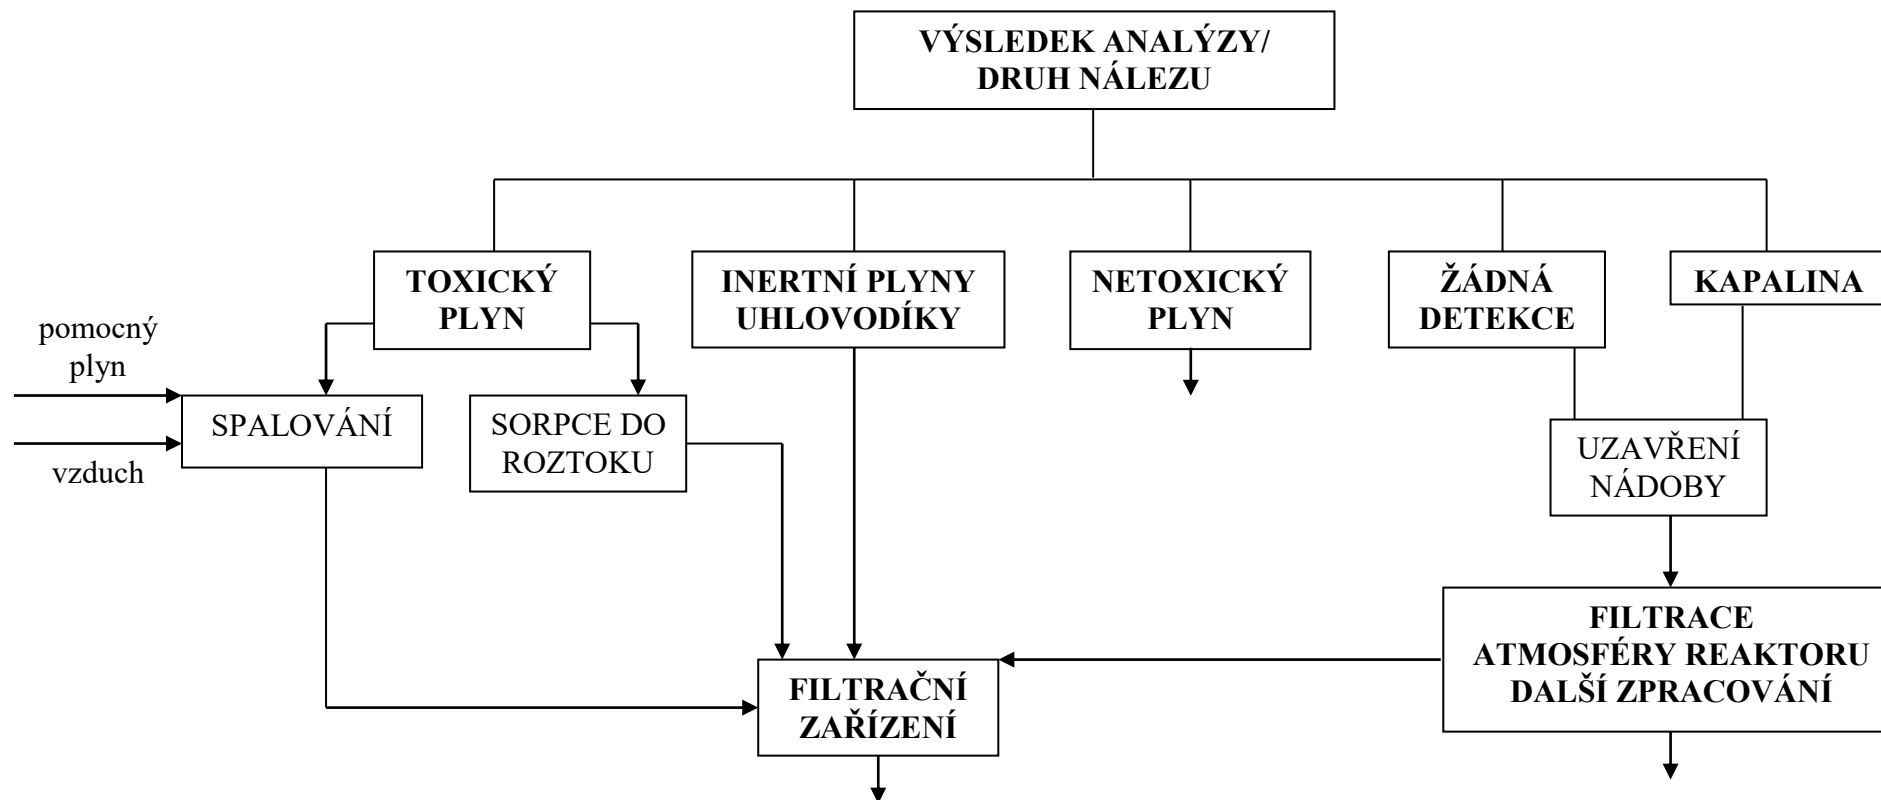 VÝSLEDEK ANALÝZY/
DRUH NÁLEZU
TOXICKÝ
PLYN
INERTNÍ PLYNY
UHLOVODÍKY
NETOXICKÝ
PLYN
ŽÁDNÁ
DETEKCE
KAPALINA
pomocný
plyn
vzduch
SPALOVÁNÍ
SORPCE DO
ROZTOKU
UZAVŘENÍ
NÁDOBY
FILTRAČNÍ
ZAŘÍZENÍ
FILTRACE
ATMOSFÉRY REAKTORU
DALŠÍ ZPRACOVÁNÍ